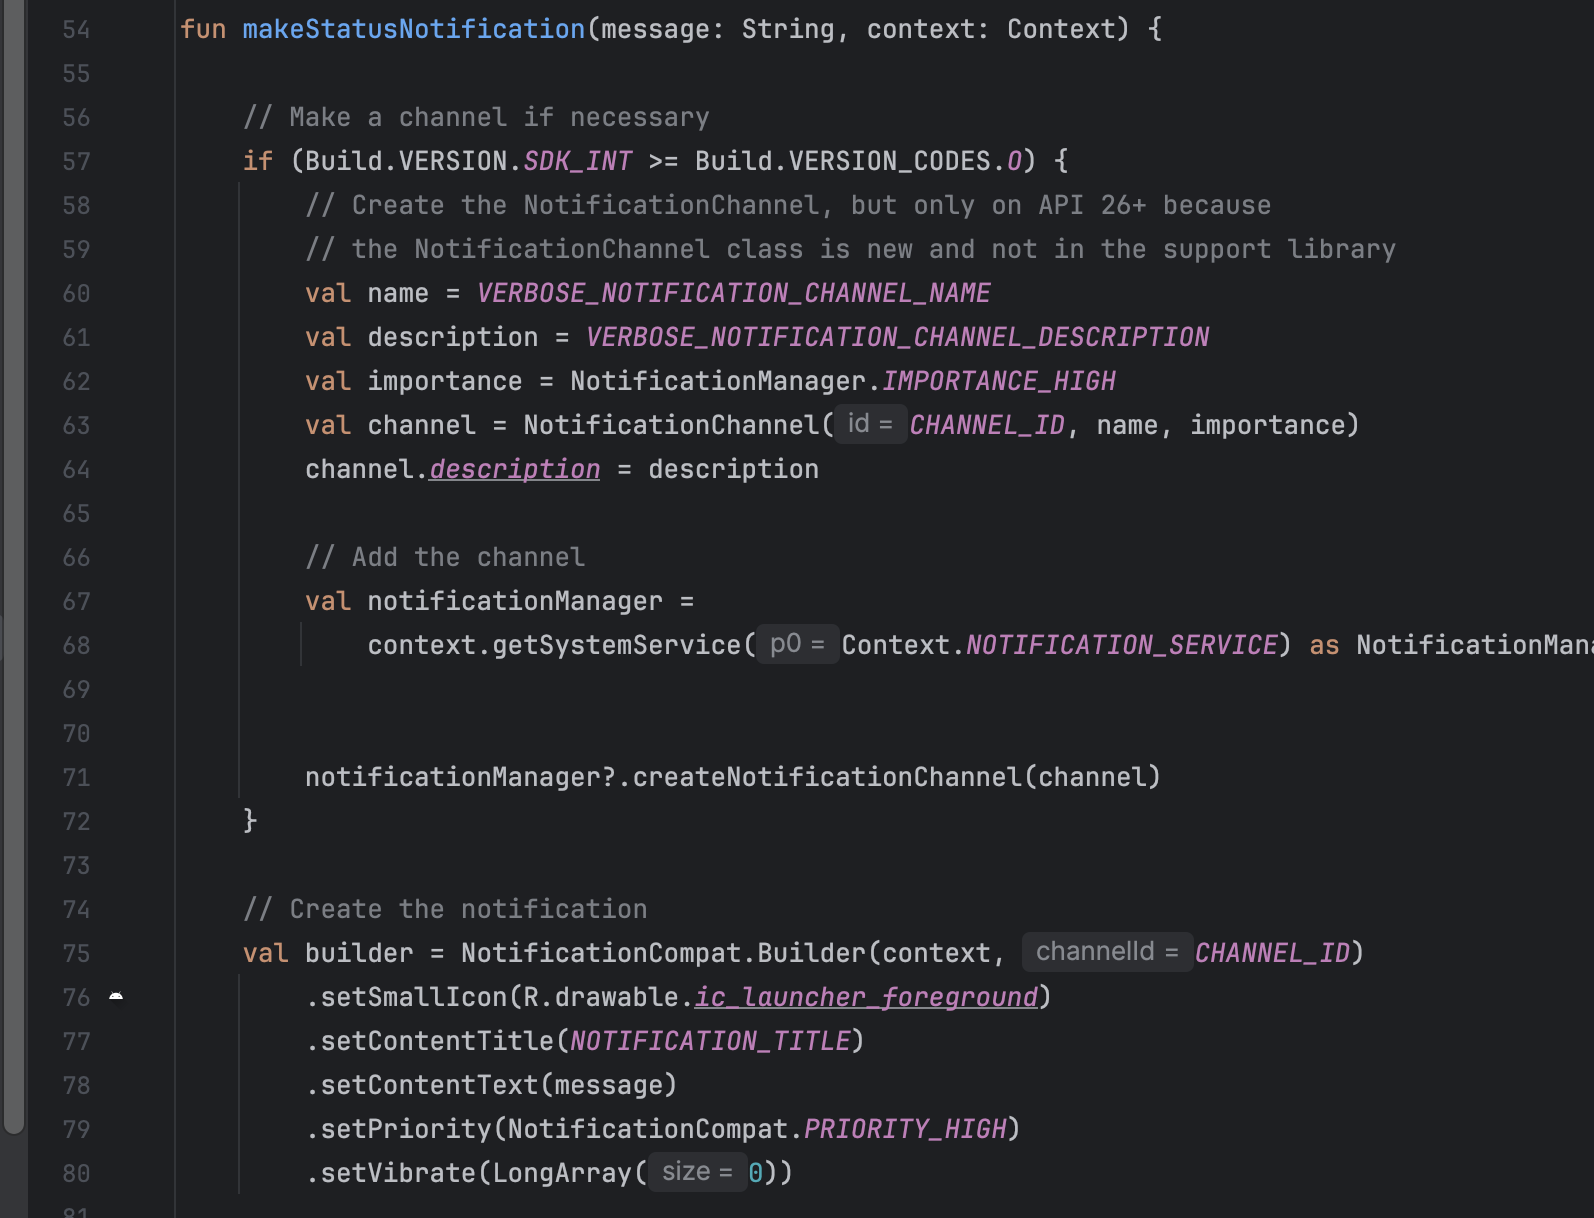 54 fun makeStatusNotification(message: String, context: Context) {
55
56 // Make a channel if necessary
57 if (Build.VERSION.SDK_INT >= Build.VERSION_CODES.O) {
58 // Create the NotificationChannel, but only on API 26+ because
59 // the NotificationChannel class is new and not in the support library
60 val name = VERBOSE_NOTIFICATION_CHANNEL_NAME
61 val description = VERBOSE_NOTIFICATION_CHANNEL_DESCRIPTION
62 val importance = NotificationManager.IMPORTANCE_HIGH
63 val channel = NotificationChannel( id = CHANNEL_ID, name, importance)
64 channel.description = description
65
66 // Add the channel
67 val notificationManager =
68 context.getSystemService( p0 = Context.NOTIFICATION_SERVICE) as NotificationMana
69
70
71 notificationManager?.createNotificationChannel(channel)
72 }
73
74 // Create the notification
75 val builder = NotificationCompat.Builder(context, channelId = CHANNEL_ID)
76 .setSmallIcon(R.drawable.ic_launcher_foreground)
77 .setContentTitle(NOTIFICATION_TITLE)
78 .setContentText(message)
79 .setPriority(NotificationCompat.PRIORITY_HIGH)
80 .setVibrate(LongArray( size = 0))
81